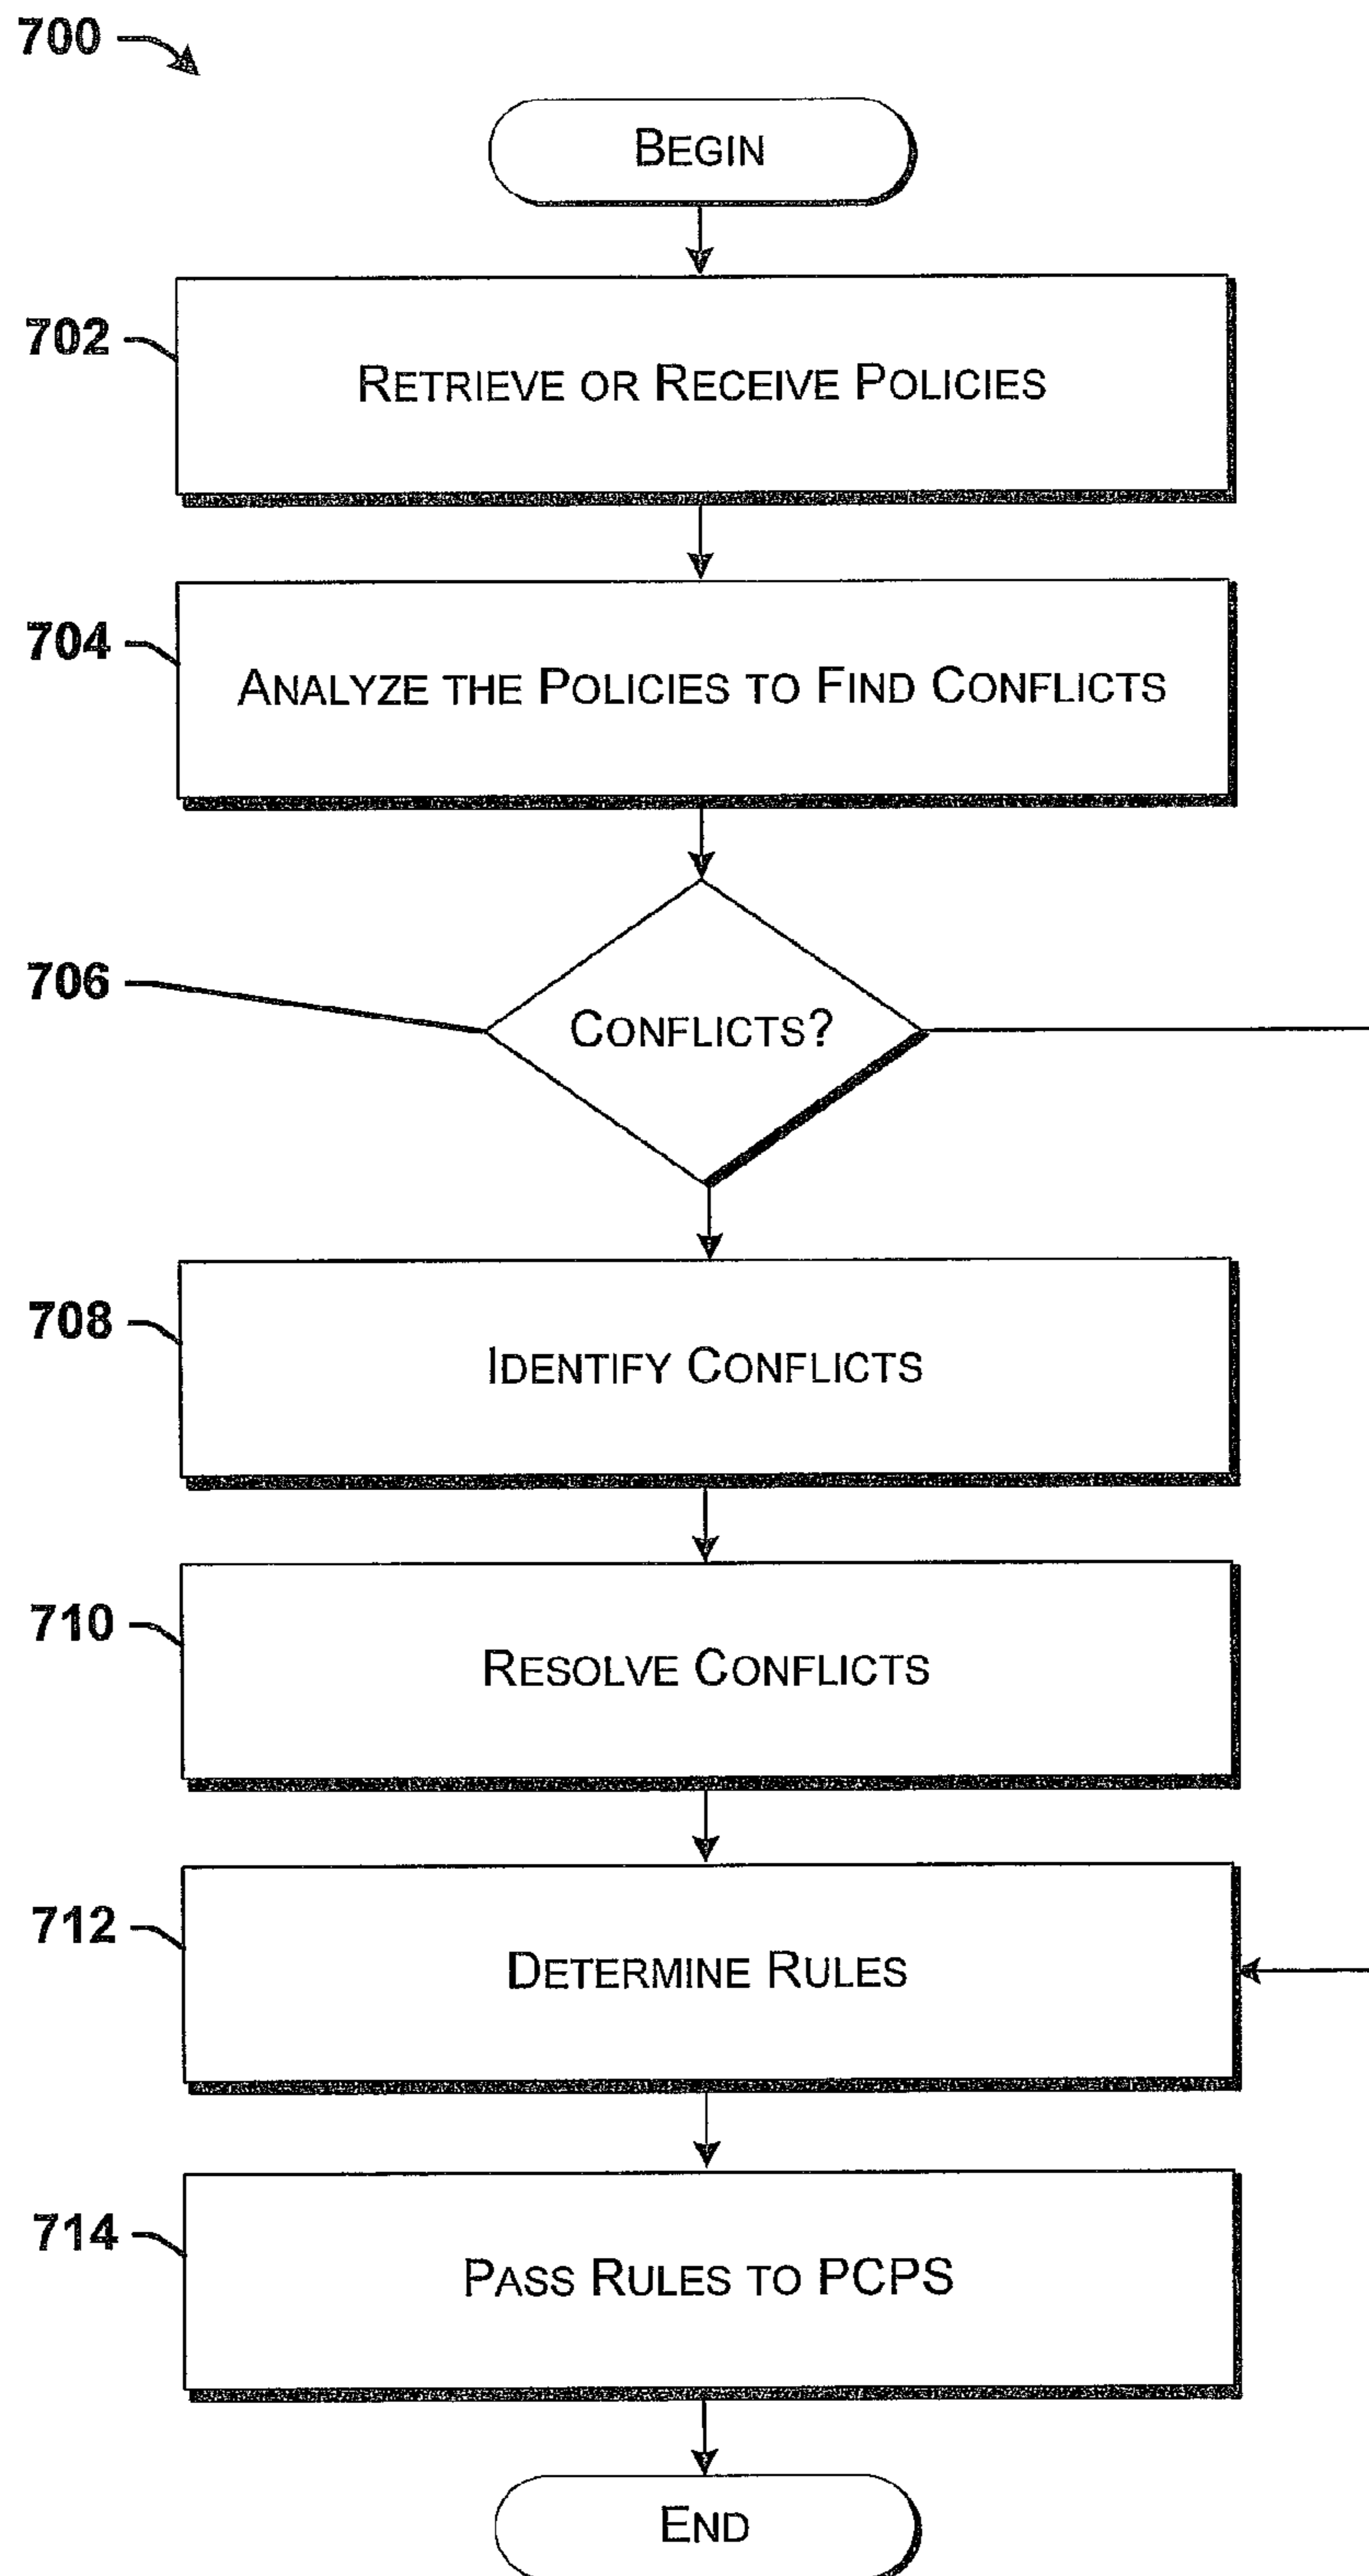 700
BEGIN
702
RETRIEVE OR RECEIVE POLICIES
704
ANALYZE THE POLICIES TO FIND CONFLICTS
706
CONFLICTS?
708
IDENTIFY CONFLICTS
710
RESOLVE CONFLICTS
712
DETERMINE RULES
714
PASS RULES TO PCPS
END